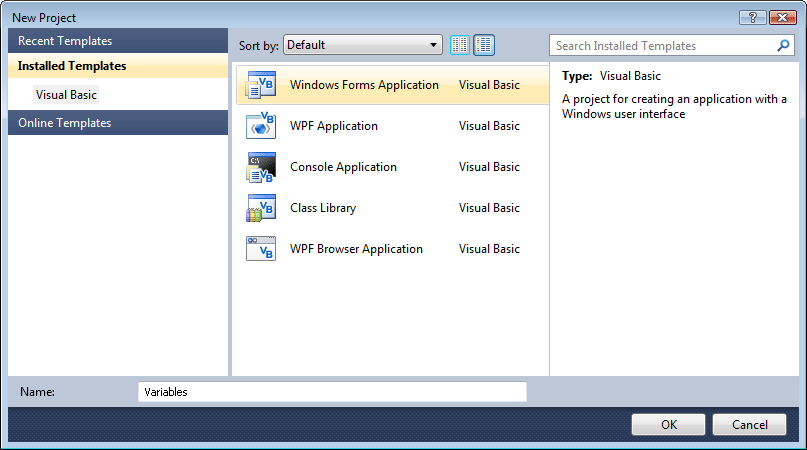 New Project
Recent Templates
Installed Templates
Visual Basic
Online Templates
Sort by: Default
Search Installed Templates
Windows Forms Application Visual Basic
WPF Application Visual Basic
Console Application Visual Basic
Class Library Visual Basic
WPF Browser Application Visual Basic
Type: Visual Basic
A project for creating an application with a
Windows user interface
Name: Variables
OK Cancel